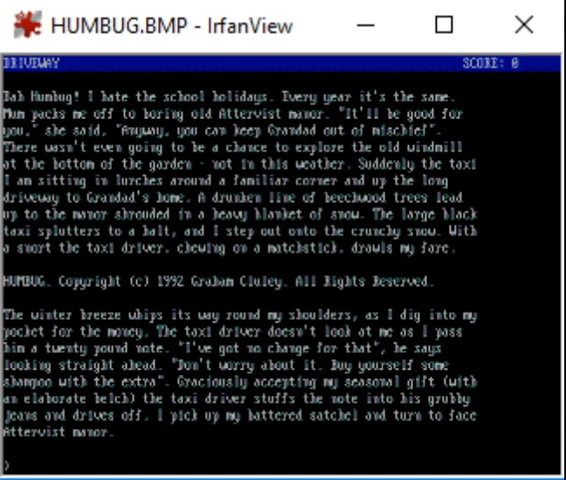 HUMBUG.BMP - IrfanView
DRIVEWAY SCORE: 0
Bah Humbug! I hate the school holidays. Every year it's the same.
Mum packs me off to boring old Attervist manor. "It'll be good for
you," she said, "Anyway, you can keep Grandad out of mischief".
There wasn't even going to be a chance to explore the old windmill
at the bottom of the garden - not in this weather. Suddenly the taxi
I am sitting in lurches around a familiar corner and up the long
driveway to Grandad's home. A drunken line of beechwood trees lead
up to the manor shrouded in a heavy blanket of snow. The large black
taxi splutters to a halt, and I step out onto the crunchy snow. With
a snort the taxi driver, chewing on a matchstick, drawls my fare.
HUMBUG. Copyright (c) 1992 Graham Cluley. All Rights Reserved.
The winter breeze whips its way round my shoulders, as I dig into my
pocket for the money. The taxi driver doesn't look at me as I pass
him a twenty pound note. "I've got no change for that", he says
looking straight ahead. "Don't worry about it. Buy yourself some
shampoo with the extra". Graciously accepting my seasonal gift (with
an elaborate belch) the taxi driver stuffs the note into his grubby
jeans and drives off. I pick up my battered satchel and turn to face
Attervist manor.
>